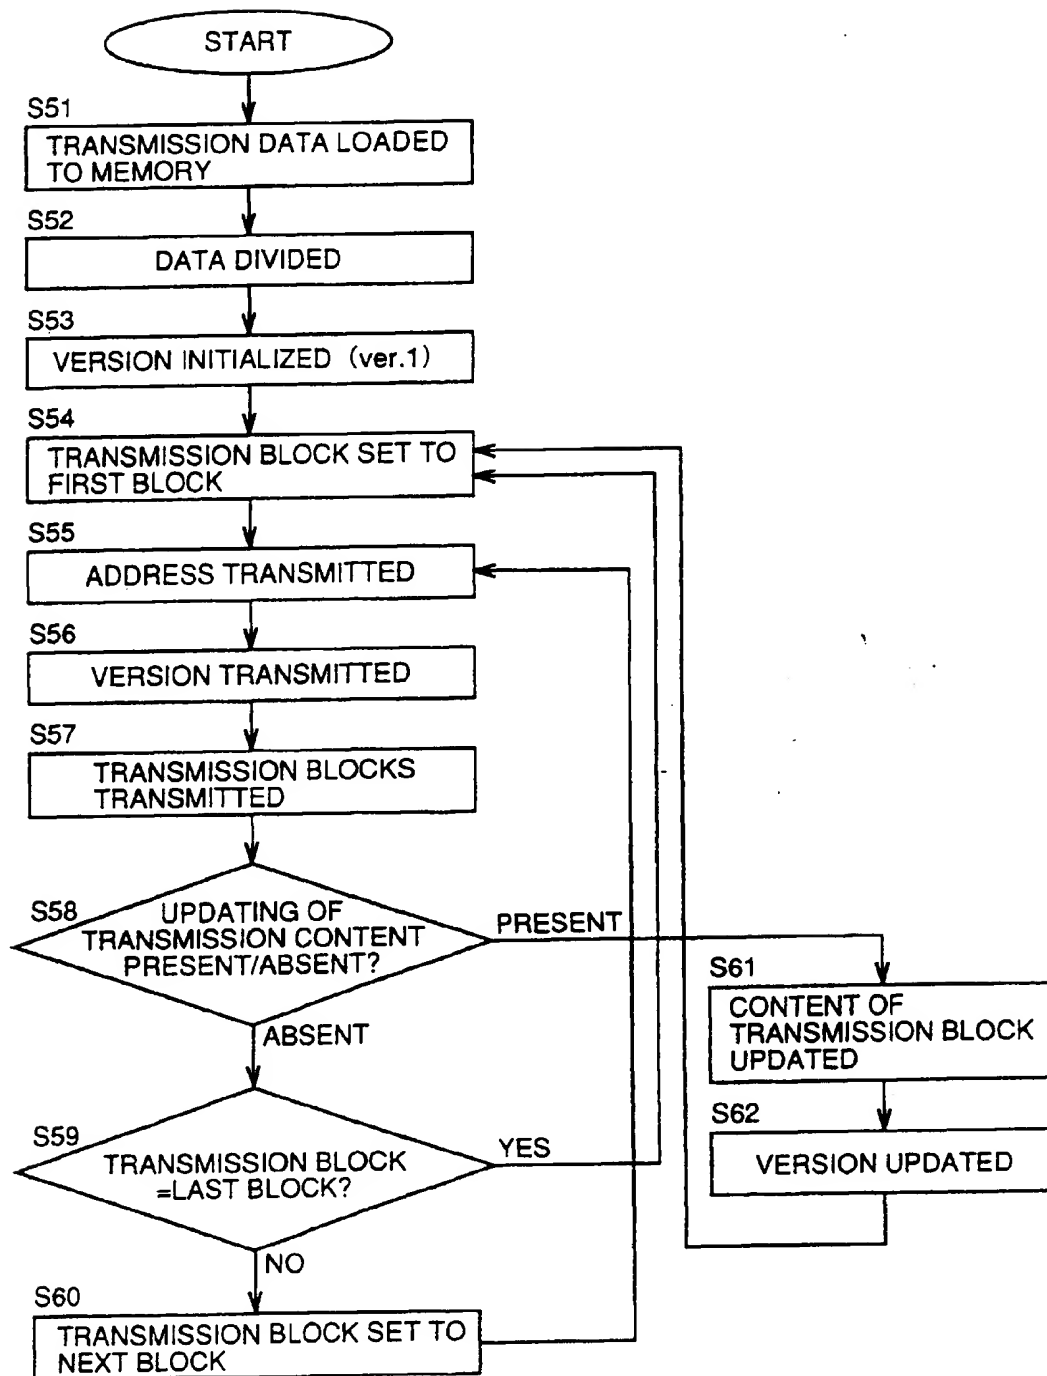 START
S51
TRANSMISSION DATA LOADED
TO MEMORY
S52
DATA DIVIDED
S53
VERSION INITIALIZED (ver.1)
S54
TRANSMISSION BLOCK SET TO
FIRST BLOCK
S55
ADDRESS TRANSMITTED
S56
VERSION TRANSMITTED
S57
TRANSMISSION BLOCKS
TRANSMITTED
S58
UPDATING OF
TRANSMISSION CONTENT
PRESENT/ABSENT?
PRESENT
ABSENT
S61
CONTENT OF
TRANSMISSION BLOCK
UPDATED
S62
VERSION UPDATED
S59
TRANSMISSION BLOCK
=LAST BLOCK?
YES
NO
S60
TRANSMISSION BLOCK SET TO
NEXT BLOCK